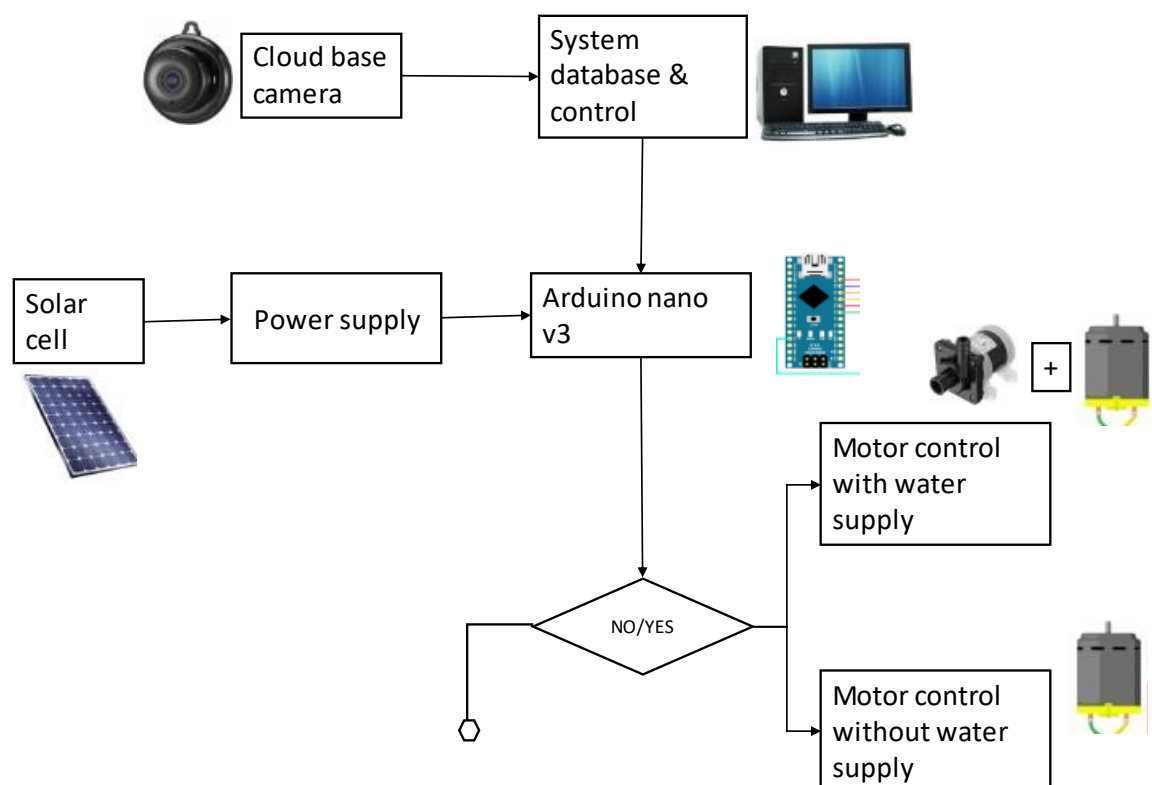 Cloud base
camera
System
database &
control
Solar
cell
Power supply
Arduino nano
v3
+
Motor control
with water
supply
NO/YES
Motor control
without water
supply